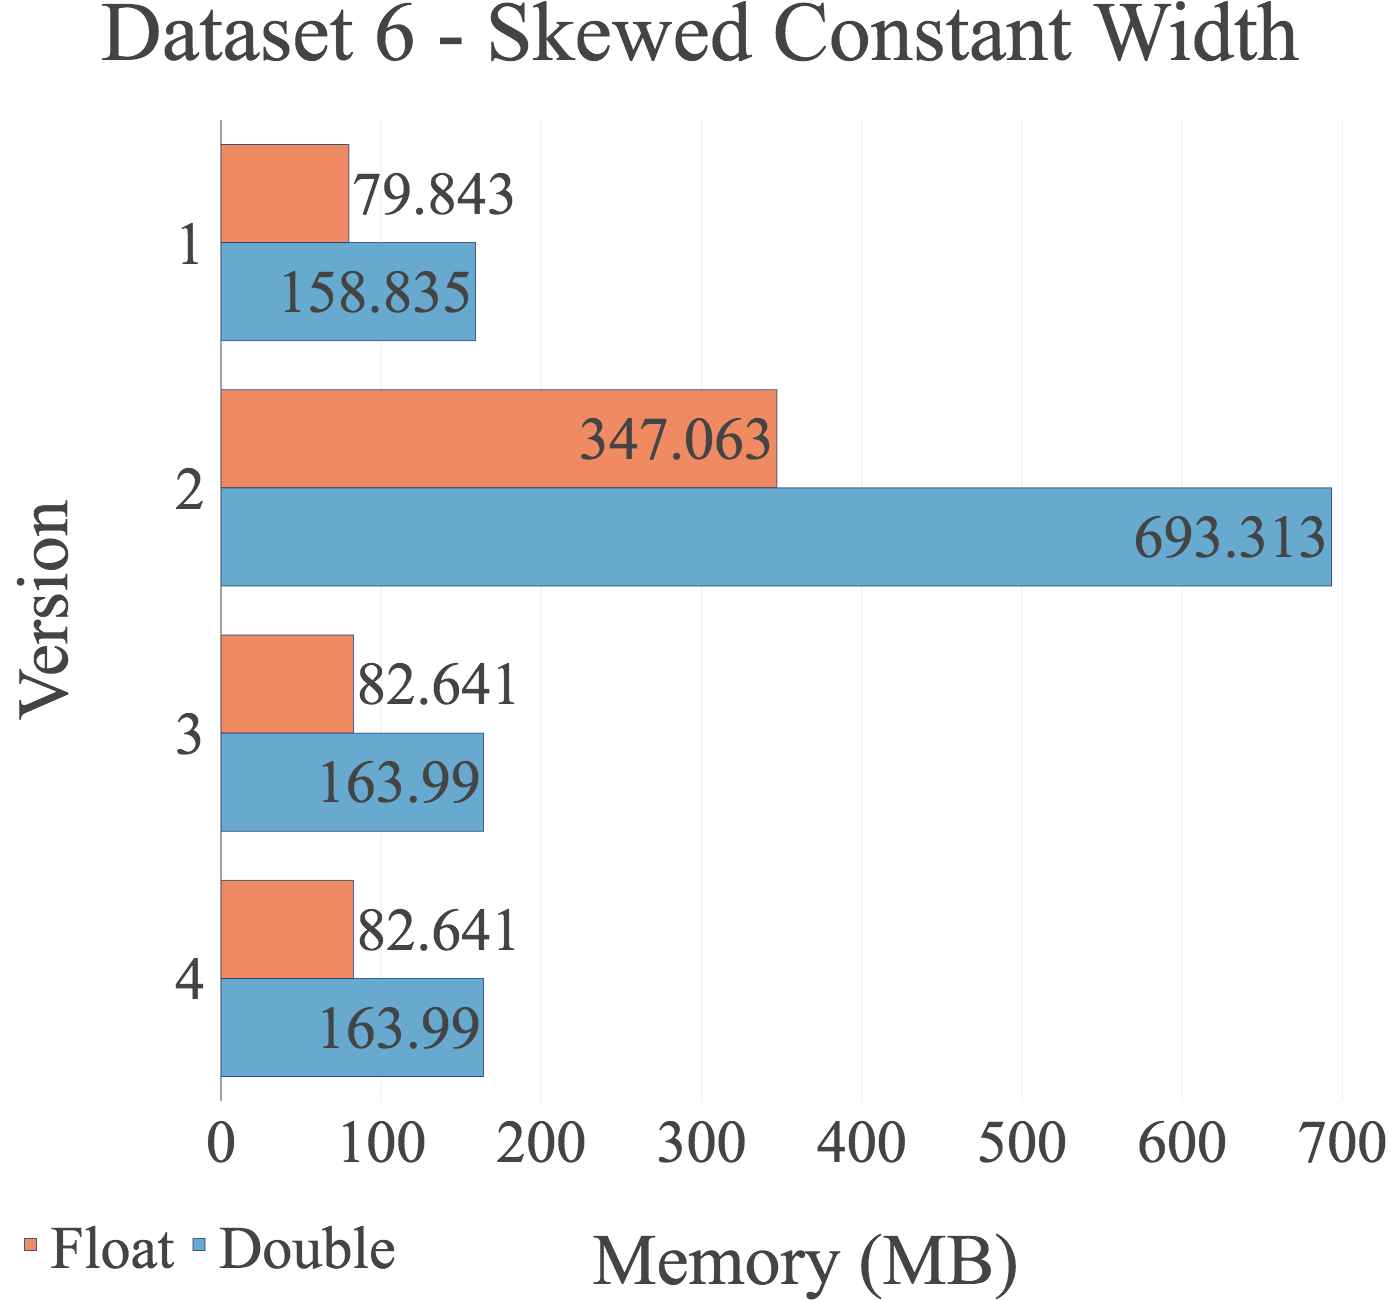 Dataset 6 - Skewed Constant Width
Version
1
79.843
158.835
2
347.063
693.313
3
82.641
163.99
4
82.641
163.99
0 100 200 300 400 500 600 700
Float Double
Memory (MB)